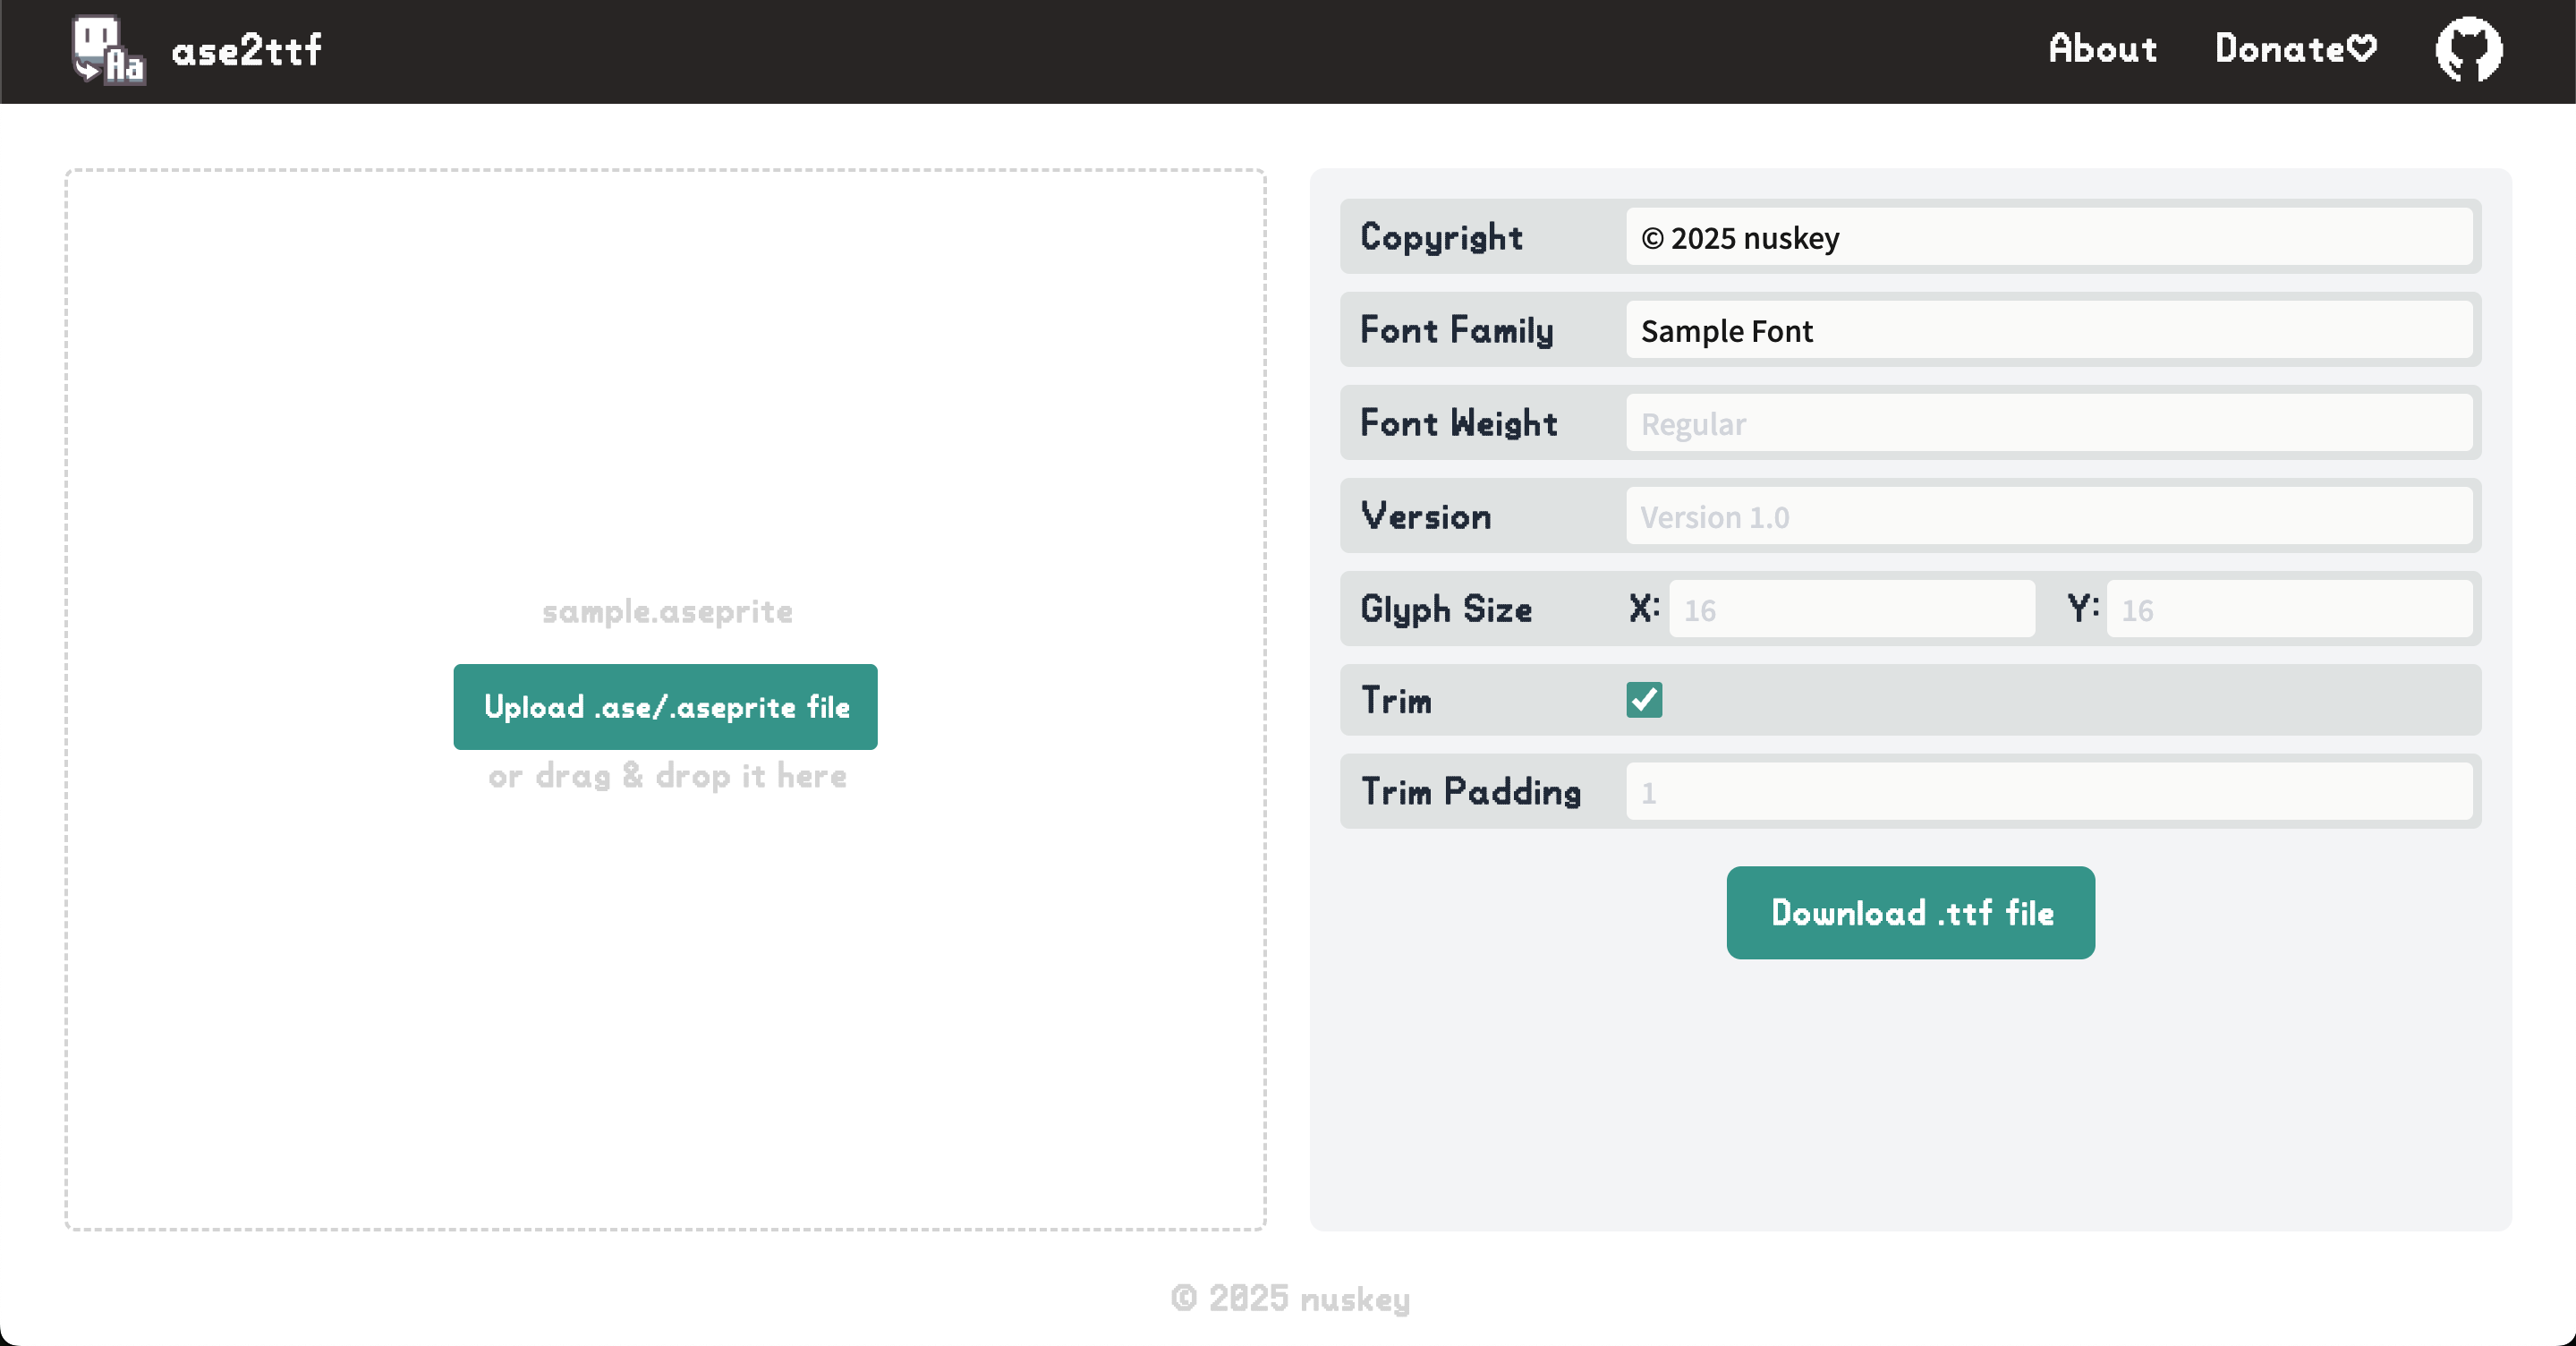 ase2ttf
About
Donate♡
sample.aseprite
Upload .ase/.aseprite file
or drag & drop it here
Copyright © 2025 nuskey
Font Family Sample Font
Font Weight Regular
Version Version 1.0
Glyph Size X: 16 Y: 16
Trim
Trim Padding 1
Download .ttf file
© 2025 nuskey